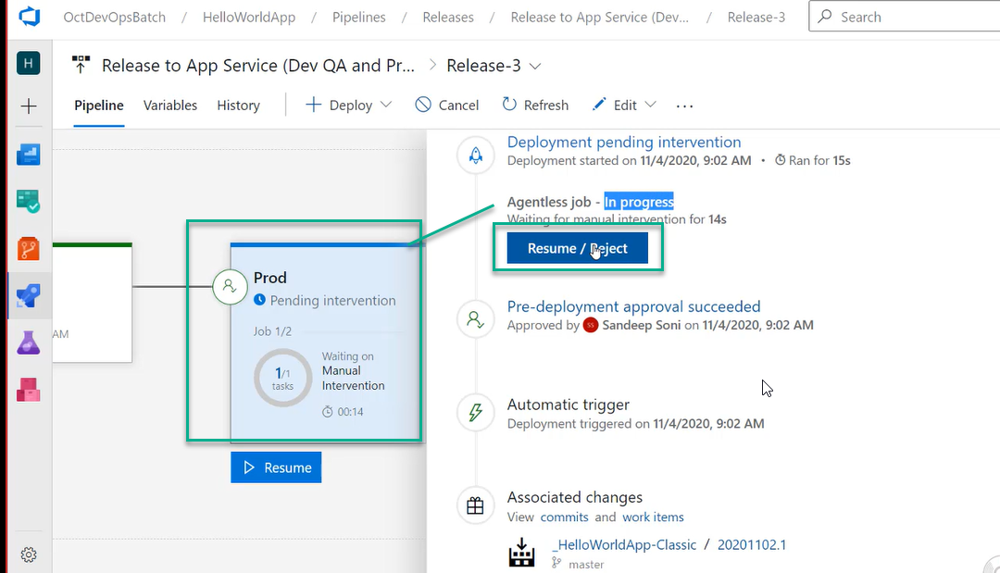 OctDevOpsBatch / HelloWorldApp / Pipelines / Releases / Release to App Service (Dev... / Release-3
Search
H
Release to App Service (Dev QA and Pr... > Release-3
Pipeline Variables History + Deploy Cancel Refresh Edit ...
Deployment pending intervention
Deployment started on 11/4/2020, 9:02 AM • Ran for 15s
Agentless job - In progress
Waiting for manual intervention for 14s
Resume / Reject
Prod
Pending intervention
Job 1/2
1/1
tasks
Waiting on
Manual
Intervention
00:14
Resume
AM
Pre-deployment approval succeeded
Approved by SS Sandeep Soni on 11/4/2020, 9:02 AM
Automatic trigger
Deployment triggered on 11/4/2020, 9:02 AM
Associated changes
View commits and work items
_HelloWorldApp-Classic / 20201102.1
master